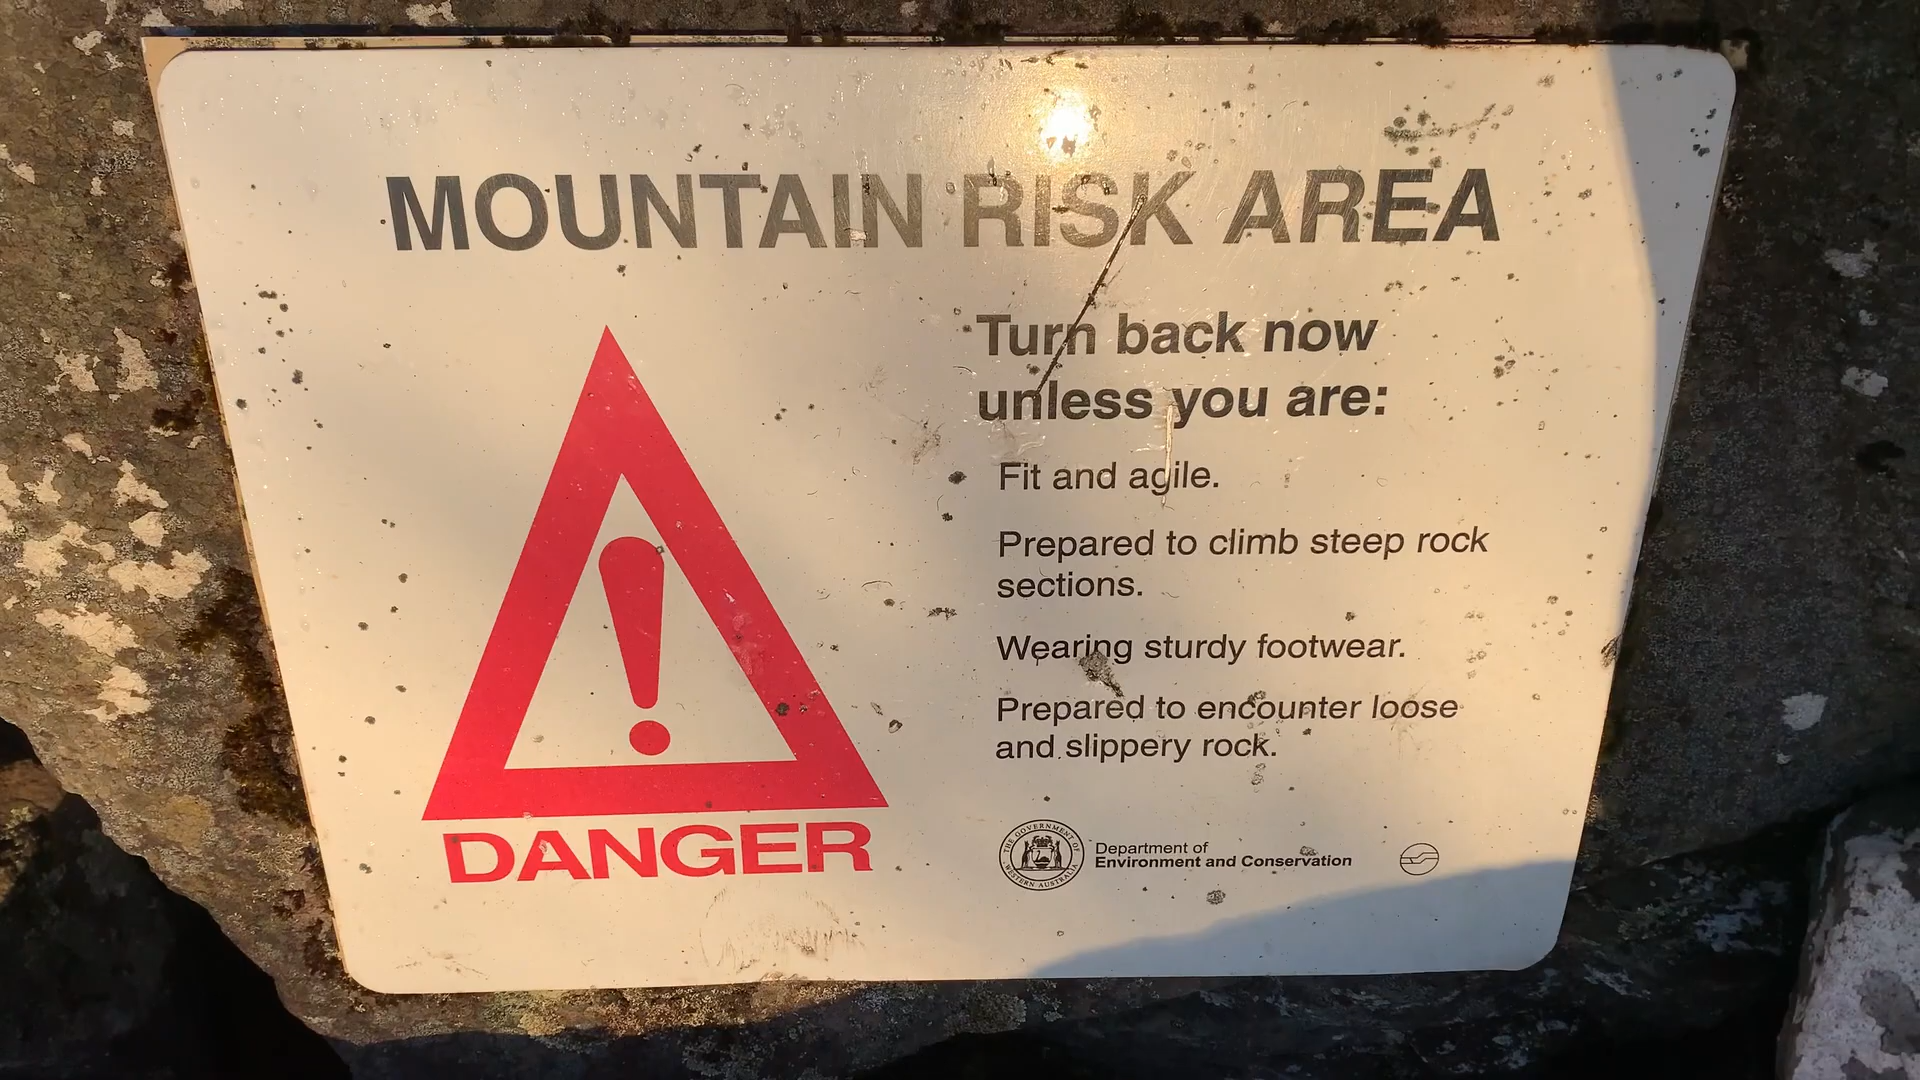 MOUNTAIN RISK AREA
Turn back now
unless you are:
Fit and agile.
Prepared to climb steep rock
sections.
Wearing sturdy footwear.
Prepared to encounter loose
and slippery rock.
DANGER
THE GOVERNMENT OF
WESTERN AUSTRALIA
Department of
Environment and Conservation